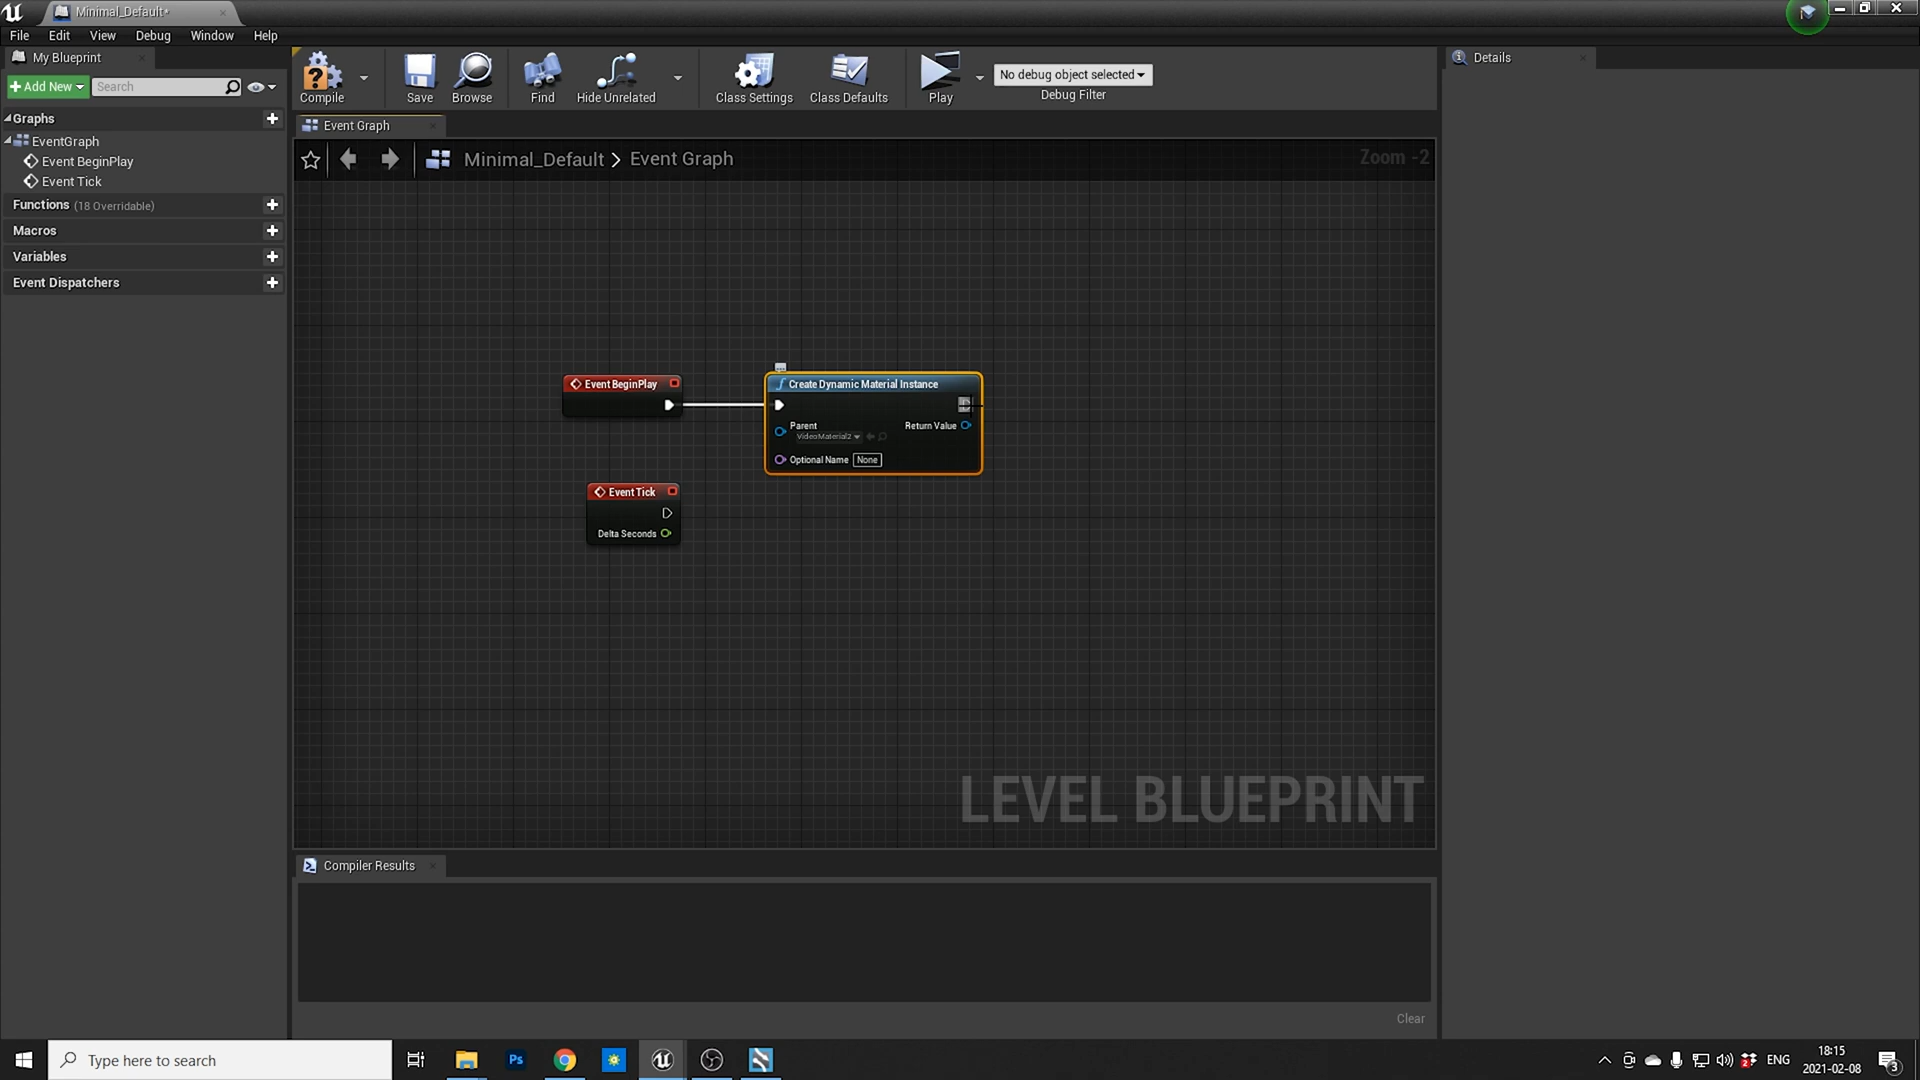 Minimal_Default*
File Edit View Debug Window Help
My Blueprint
Add New
Search
Graphs
EventGraph
Event BeginPlay
Event Tick
Functions (18 Overridable)
Macros
Variables
Event Dispatchers
Compile
Save
Browse
Find
Hide Unrelated
Class Settings
Class Defaults
Play
No debug object selected
Debug Filter
Event Graph
Minimal_Default > Event Graph
Zoom -2
Event BeginPlay
Create Dynamic Material Instance
Parent
VideoMaterial2
Return Value
Optional Name None
Event Tick
Delta Seconds
LEVEL BLUEPRINT
Compiler Results
Clear
Details
Type here to search
Ps
2
ENG
18:15
2021-02-08
3